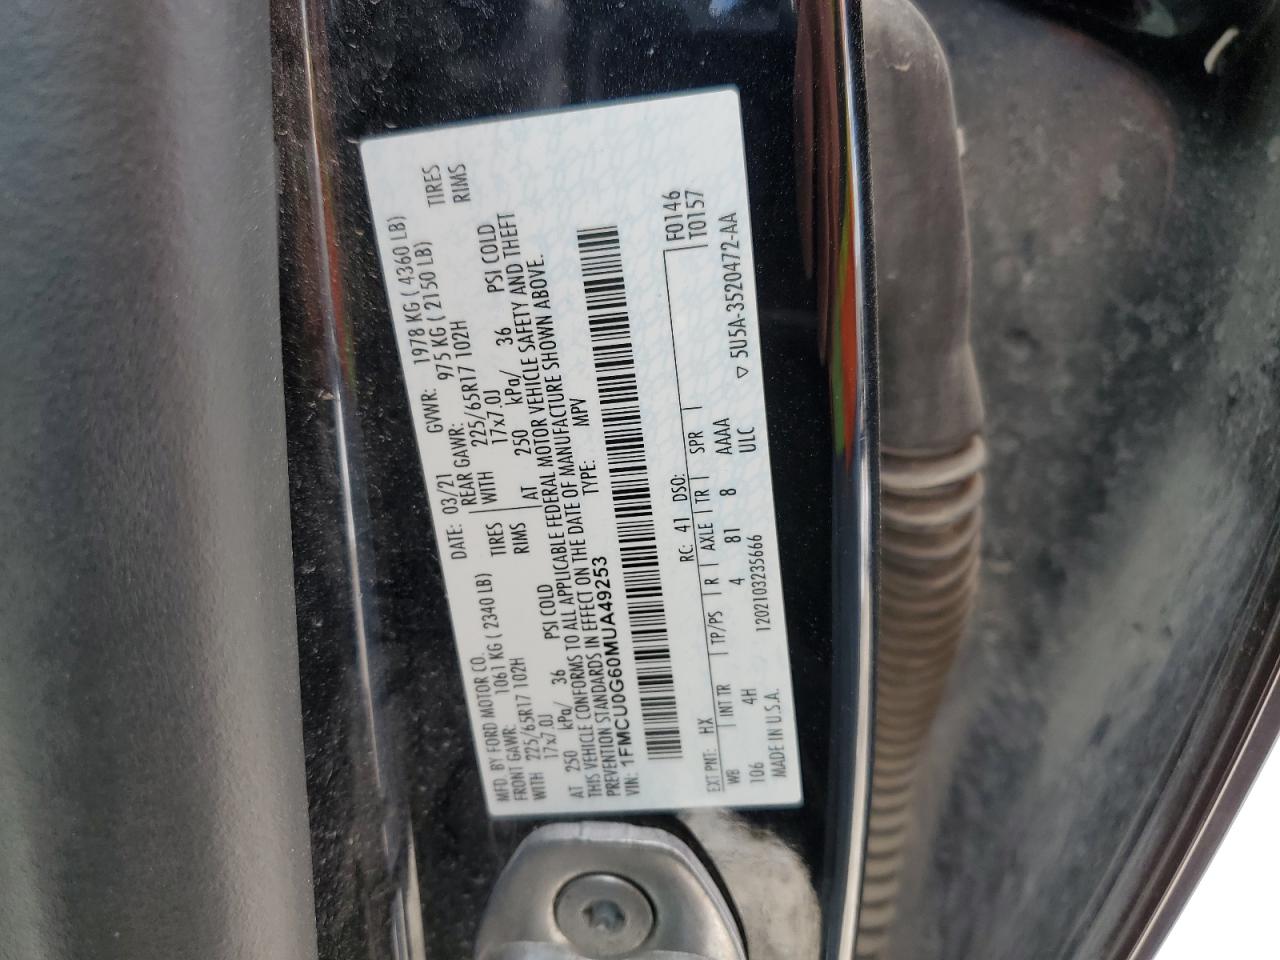 MFD. BY FORD MOTOR CO. DATE: 03/21 GVWR: 1978 KG ( 4360 LB)
FRONT GAWR: 1061 KG ( 2340 LB) REAR GAWR: 975 KG ( 2150 LB)
WITH 225/65R17 102H TIRES WITH 225/65R17 102H TIRES
17x7.0J RIMS 17x7.0J RIMS
AT 250 kPa/ 36 PSI COLD AT 250 kPa/ 36 PSI COLD
THIS VEHICLE CONFORMS TO ALL APPLICABLE FEDERAL MOTOR VEHICLE SAFETY AND THEFT
PREVENTION STANDARDS IN EFFECT ON THE DATE OF MANUFACTURE SHOWN ABOVE.
VIN: 1FMCU0G60MUA49253 TYPE: MPV
F0146
EXT PNT: HX RC: 41 DSO: T0157
WB INT TR TP/PS R AXLE TR SPR
106 4H 4 81 8 AAAA ▽ 5U5A-3520472-AA
MADE IN U.S.A. 1202103235666 ULC